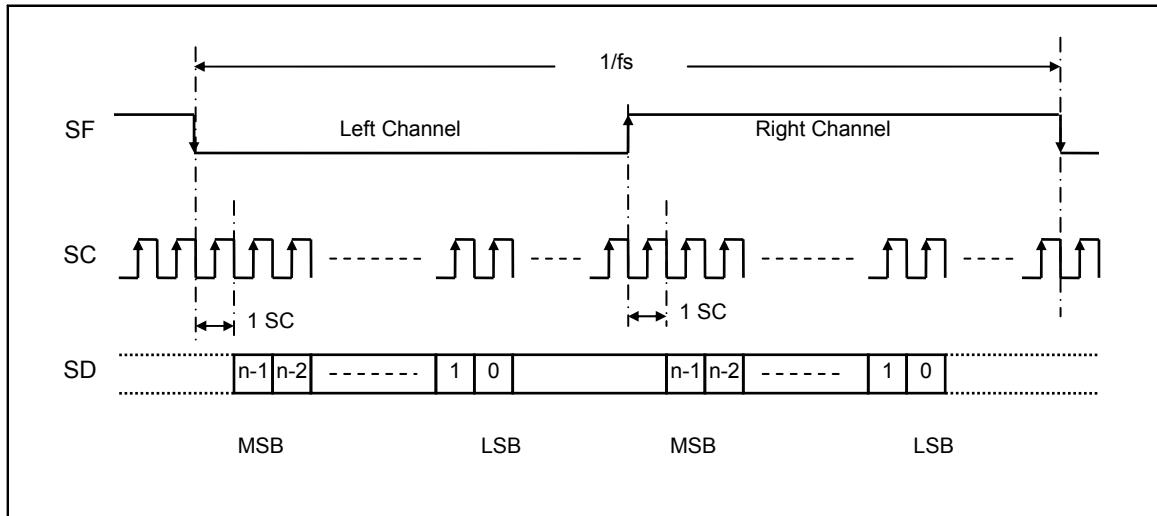 1/fs
SF
Left Channel
Right Channel
SC
1 SC
1 SC
SD
n-1 n-2 1 0 n-1 n-2 1 0
MSB LSB MSB LSB